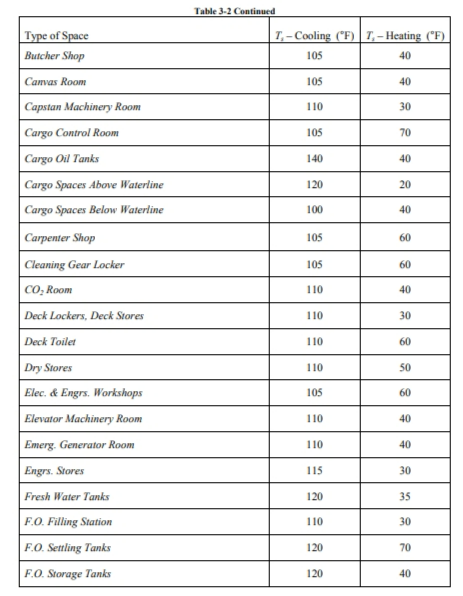 Table 3-2 Continued
Type of Space Ts – Cooling (°F) Ts – Heating (°F)
Butcher Shop 105 40
Canvas Room 105 40
Capstan Machinery Room 110 30
Cargo Control Room 105 70
Cargo Oil Tanks 140 40
Cargo Spaces Above Waterline 120 20
Cargo Spaces Below Waterline 100 40
Carpenter Shop 105 60
Cleaning Gear Locker 105 60
CO₂ Room 110 40
Deck Lockers, Deck Stores 110 30
Deck Toilet 110 60
Dry Stores 110 50
Elec. & Engrs. Workshops 105 60
Elevator Machinery Room 110 40
Emerg. Generator Room 110 40
Engrs. Stores 115 30
Fresh Water Tanks 120 35
F.O. Filling Station 110 30
F.O. Settling Tanks 120 70
F.O. Storage Tanks 120 40